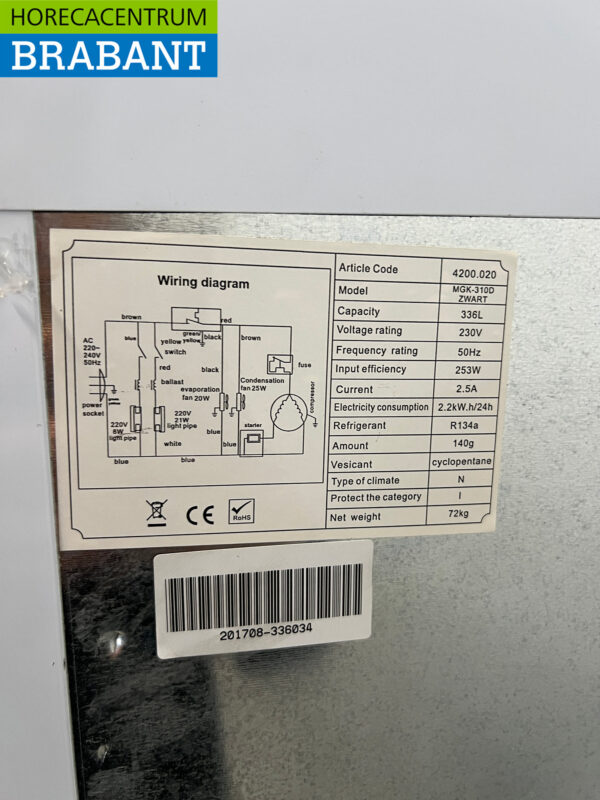 HORECACENTRUM
BRABANT
Wiring diagram
brown
red
blue
yellow
switch
green/
yellow
black
brown
AC
220~
240V
50Hz
red
black
fuse
ballast
evaporation
fan 20W
Condensation
fan 25W
compressor
power
socket
220V
8W
light pipe
220V
21W
light pipe
blue
blue
starter
white
blue
blue
blue
Article Code 4200.020
Model MGK-310D
ZWART
Capacity 336L
Voltage rating 230V
Frequency rating 50Hz
Input efficiency 253W
Current 2.5A
Electricity consumption 2.2kW.h/24h
Refrigerant R134a
Amount 140g
Vesicant cyclopentane
Type of climate N
Protect the category I
Net weight 72kg
CE
RoHS
201708-336034